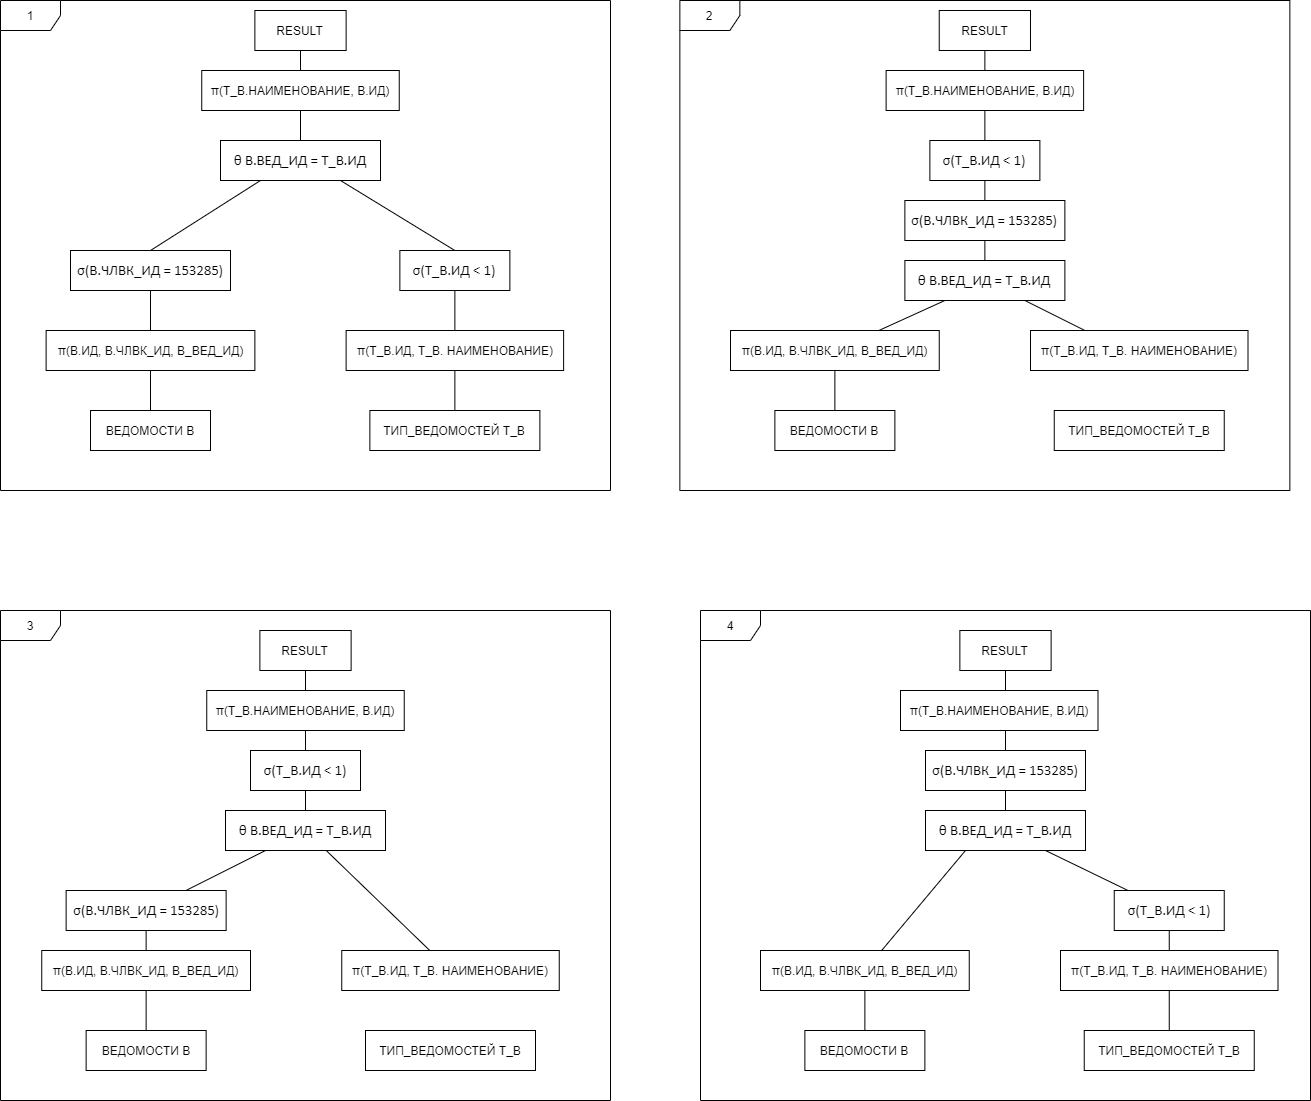 1
RESULT
π(Т_В.НАИМЕНОВАНИЕ, В.ИД)
θ В.ВЕД_ИД = Т_В.ИД
σ(В.ЧЛВК_ИД = 153285)
σ(Т_В.ИД < 1)
π(В.ИД, В.ЧЛВК_ИД, В_ВЕД_ИД)
π(Т_В.ИД, Т_В. НАИМЕНОВАНИЕ)
ВЕДОМОСТИ В
ТИП_ВЕДОМОСТЕЙ Т_В
2
RESULT
π(Т_В.НАИМЕНОВАНИЕ, В.ИД)
σ(Т_В.ИД < 1)
σ(В.ЧЛВК_ИД = 153285)
θ В.ВЕД_ИД = Т_В.ИД
π(В.ИД, В.ЧЛВК_ИД, В_ВЕД_ИД)
π(Т_В.ИД, Т_В. НАИМЕНОВАНИЕ)
ВЕДОМОСТИ В
ТИП_ВЕДОМОСТЕЙ Т_В
3
RESULT
π(Т_В.НАИМЕНОВАНИЕ, В.ИД)
σ(Т_В.ИД < 1)
θ В.ВЕД_ИД = Т_В.ИД
σ(В.ЧЛВК_ИД = 153285)
π(В.ИД, В.ЧЛВК_ИД, В_ВЕД_ИД)
π(Т_В.ИД, Т_В. НАИМЕНОВАНИЕ)
ВЕДОМОСТИ В
ТИП_ВЕДОМОСТЕЙ Т_В
4
RESULT
π(Т_В.НАИМЕНОВАНИЕ, В.ИД)
σ(В.ЧЛВК_ИД = 153285)
θ В.ВЕД_ИД = Т_В.ИД
σ(Т_В.ИД < 1)
π(В.ИД, В.ЧЛВК_ИД, В_ВЕД_ИД)
π(Т_В.ИД, Т_В. НАИМЕНОВАНИЕ)
ВЕДОМОСТИ В
ТИП_ВЕДОМОСТЕЙ Т_В